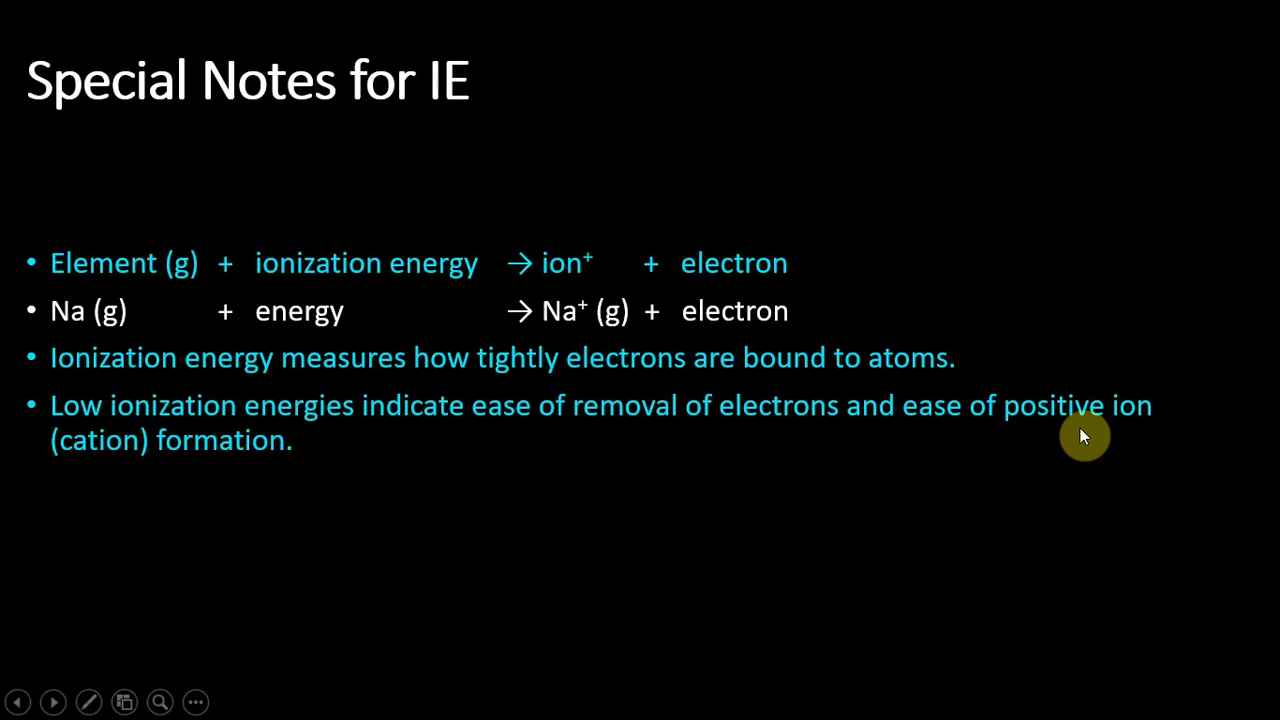 Special Notes for IE
• Element (g) + ionization energy → ion⁺ + electron
• Na (g) + energy → Na⁺ (g) + electron
• Ionization energy measures how tightly electrons are bound to atoms.
• Low ionization energies indicate ease of removal of electrons and ease of positive ion
(cation) formation.